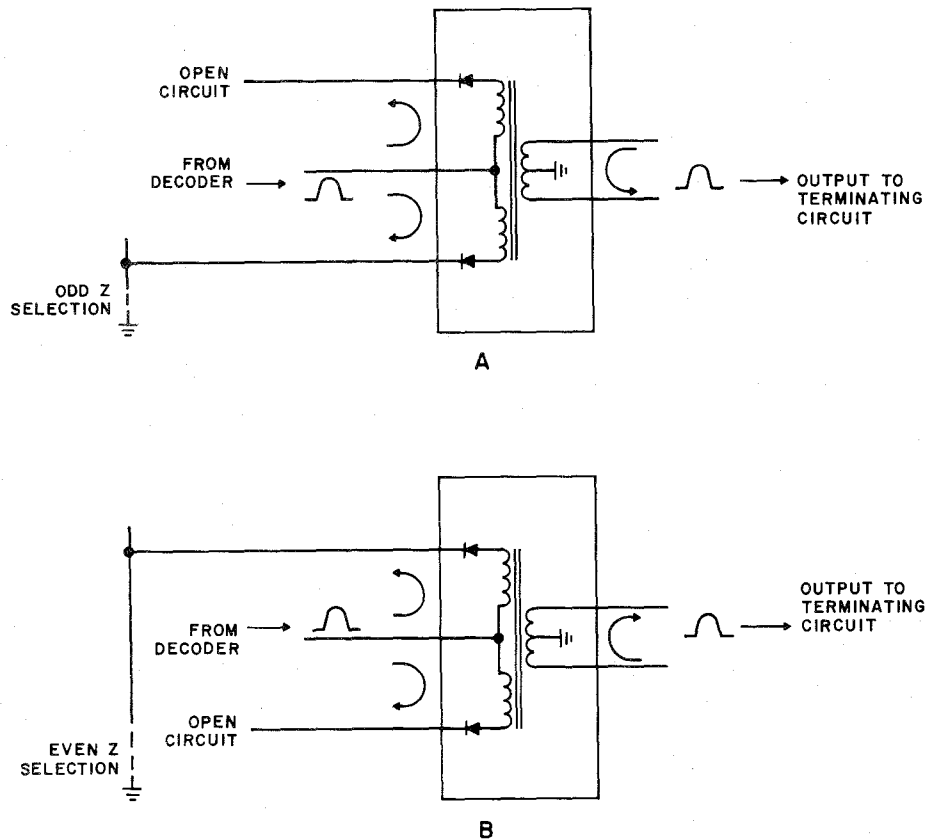 OPEN
CIRCUIT
FROM
DECODER
OUTPUT TO
TERMINATING
CIRCUIT
ODD Z
SELECTION
A
OUTPUT TO
TERMINATING
CIRCUIT
FROM
DECODER
OPEN
CIRCUIT
EVEN Z
SELECTION
B